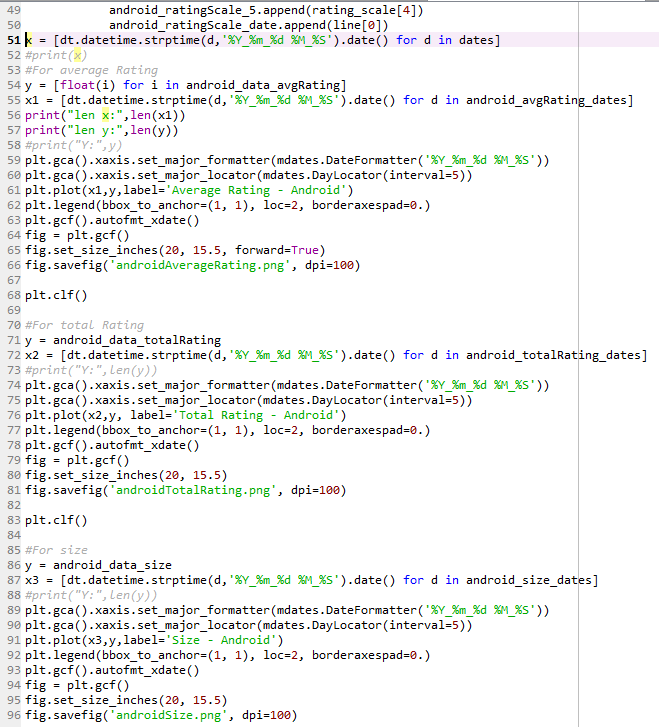 49             android_ratingScale_5.append(rating_scale[4])
50             android_ratingScale_date.append(line[0])
51 x = [dt.datetime.strptime(d,'%Y_%m_%d %M_%S').date() for d in dates]
52 #print(x)
53 #For average Rating
54 y = [float(i) for i in android_data_avgRating]
55 x1 = [dt.datetime.strptime(d,'%Y_%m_%d %M_%S').date() for d in android_avgRating_dates]
56 print("len x:",len(x1))
57 print("len y:",len(y))
58 #print("Y:",y)
59 plt.gca().xaxis.set_major_formatter(mdates.DateFormatter('%Y_%m_%d %M_%S'))
60 plt.gca().xaxis.set_major_locator(mdates.DayLocator(interval=5))
61 plt.plot(x1,y,label='Average Rating - Android')
62 plt.legend(bbox_to_anchor=(1, 1), loc=2, borderaxespad=0.)
63 plt.gcf().autofmt_xdate()
64 fig = plt.gcf()
65 fig.set_size_inches(20, 15.5, forward=True)
66 fig.savefig('androidAverageRating.png', dpi=100)
67
68 plt.clf()
69
70 #For total Rating
71 y = android_data_totalRating
72 x2 = [dt.datetime.strptime(d,'%Y_%m_%d %M_%S').date() for d in android_totalRating_dates]
73 #print("Y:",len(y))
74 plt.gca().xaxis.set_major_formatter(mdates.DateFormatter('%Y_%m_%d %M_%S'))
75 plt.gca().xaxis.set_major_locator(mdates.DayLocator(interval=5))
76 plt.plot(x2,y, label='Total Rating - Android')
77 plt.legend(bbox_to_anchor=(1, 1), loc=2, borderaxespad=0.)
78 plt.gcf().autofmt_xdate()
79 fig = plt.gcf()
80 fig.set_size_inches(20, 15.5)
81 fig.savefig('androidTotalRating.png', dpi=100)
82
83 plt.clf()
84
85 #For size
86 y = android_data_size
87 x3 = [dt.datetime.strptime(d,'%Y_%m_%d %M_%S').date() for d in android_size_dates]
88 #print("Y:",len(y))
89 plt.gca().xaxis.set_major_formatter(mdates.DateFormatter('%Y_%m_%d %M_%S'))
90 plt.gca().xaxis.set_major_locator(mdates.DayLocator(interval=5))
91 plt.plot(x3,y,label='Size - Android')
92 plt.legend(bbox_to_anchor=(1, 1), loc=2, borderaxespad=0.)
93 plt.gcf().autofmt_xdate()
94 fig = plt.gcf()
95 fig.set_size_inches(20, 15.5)
96 fig.savefig('androidSize.png', dpi=100)